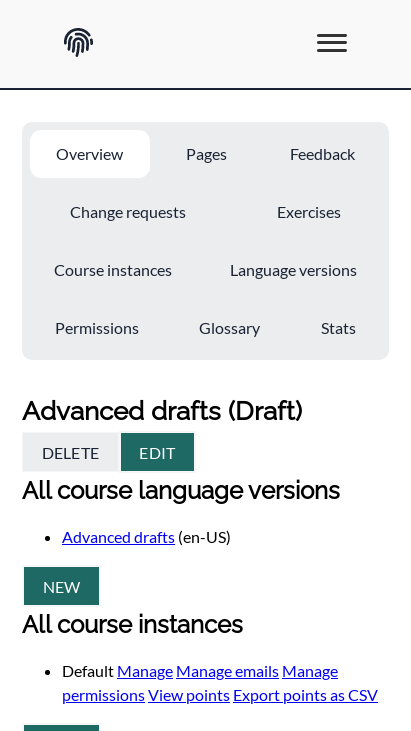 Overview Pages Feedback
Change requests Exercises
Course instances Language versions
Permissions Glossary Stats
Advanced drafts (Draft)
DELETE EDIT
All course language versions
Advanced drafts (en-US)
NEW
All course instances
Default Manage Manage emails Manage
permissions View points Export points as CSV